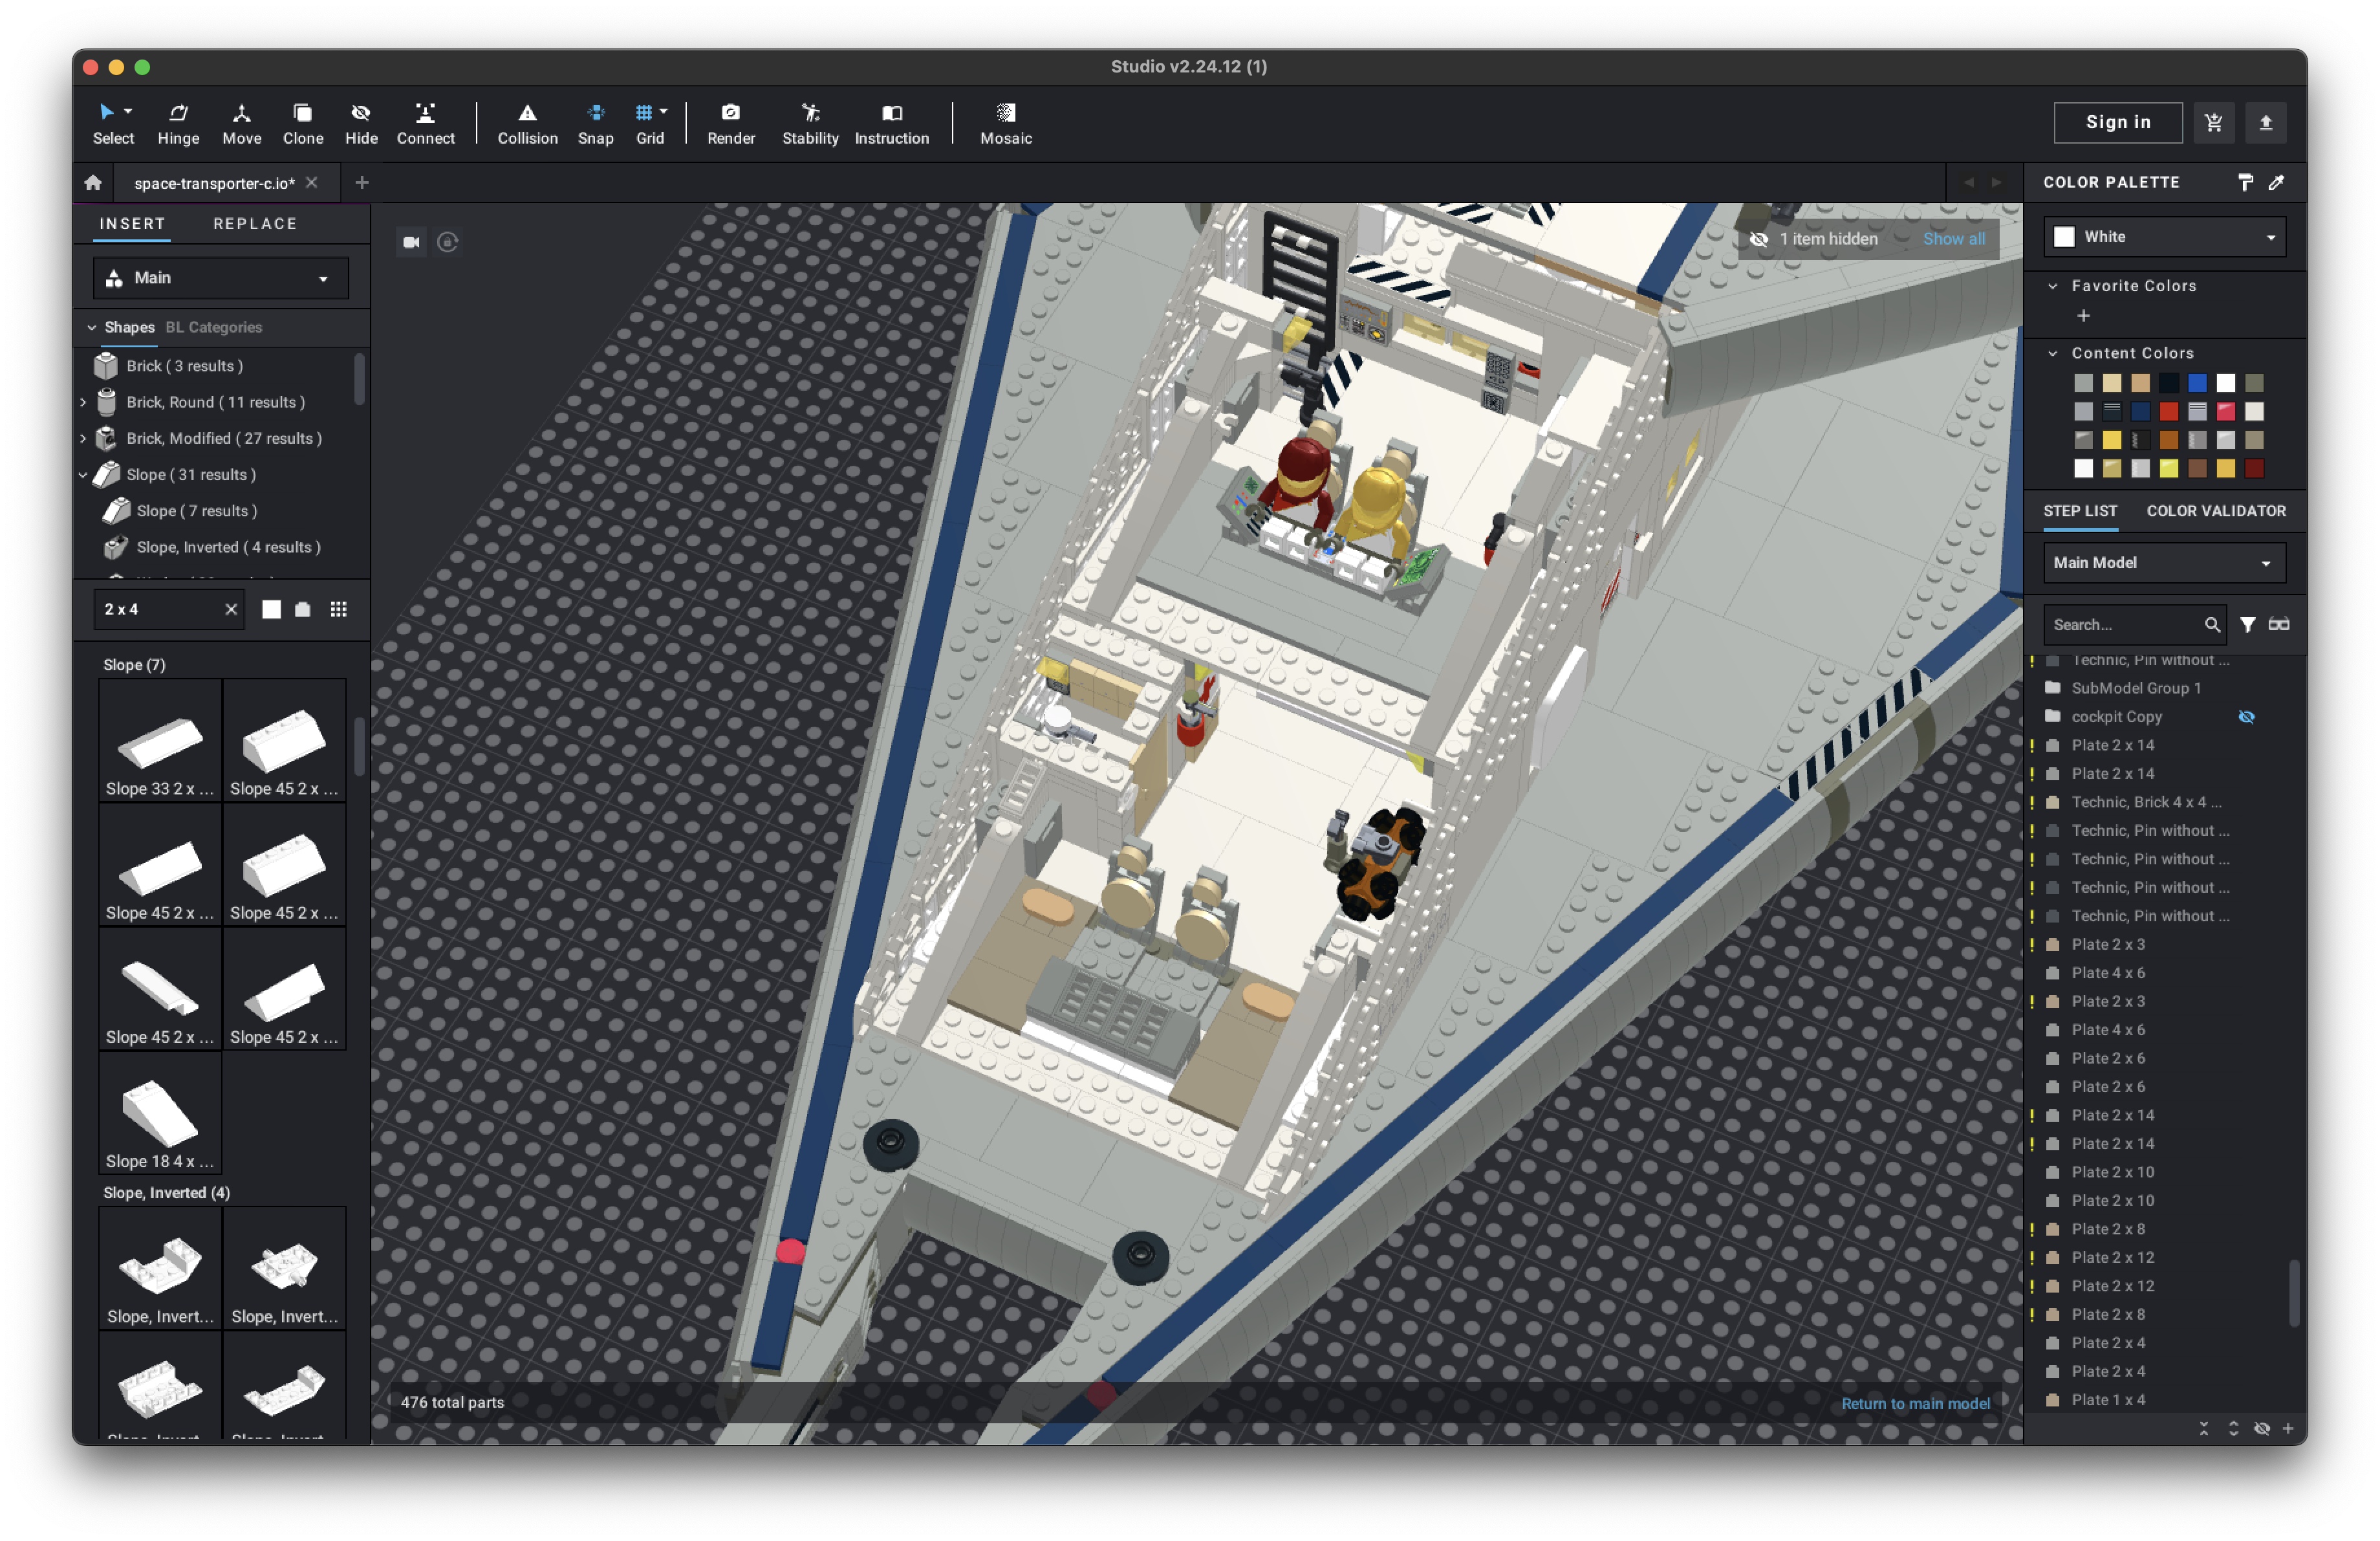 Studio v2.24.12 (1)
Select
Hinge
Move
Clone
Hide
Connect
Collision
Snap
Grid
Render
Stability
Instruction
Mosaic
Sign in
space-transporter-c.io*
INSERT
REPLACE
Main
Shapes
BL Categories
Brick ( 3 results )
Brick, Round ( 11 results )
Brick, Modified ( 27 results )
Slope ( 31 results )
Slope ( 7 results )
Slope, Inverted ( 4 results )
2 x 4
Slope (7)
Slope 33 2 x ...
Slope 45 2 x ...
Slope 45 2 x ...
Slope 45 2 x ...
Slope 45 2 x ...
Slope 45 2 x ...
Slope 18 4 x ...
Slope, Inverted (4)
Slope, Invert...
Slope, Invert...
1 item hidden
Show all
476 total parts
Return to main model
COLOR PALETTE
White
Favorite Colors
Content Colors
STEP LIST
COLOR VALIDATOR
Main Model
Search...
Technic, Pin without ...
SubModel Group 1
cockpit Copy
Plate 2 x 14
Plate 2 x 14
Technic, Brick 4 x 4 ...
Technic, Pin without ...
Technic, Pin without ...
Technic, Pin without ...
Technic, Pin without ...
Plate 2 x 3
Plate 4 x 6
Plate 2 x 3
Plate 4 x 6
Plate 2 x 6
Plate 2 x 6
Plate 2 x 14
Plate 2 x 14
Plate 2 x 10
Plate 2 x 10
Plate 2 x 8
Plate 2 x 12
Plate 2 x 12
Plate 2 x 8
Plate 2 x 4
Plate 2 x 4
Plate 1 x 4